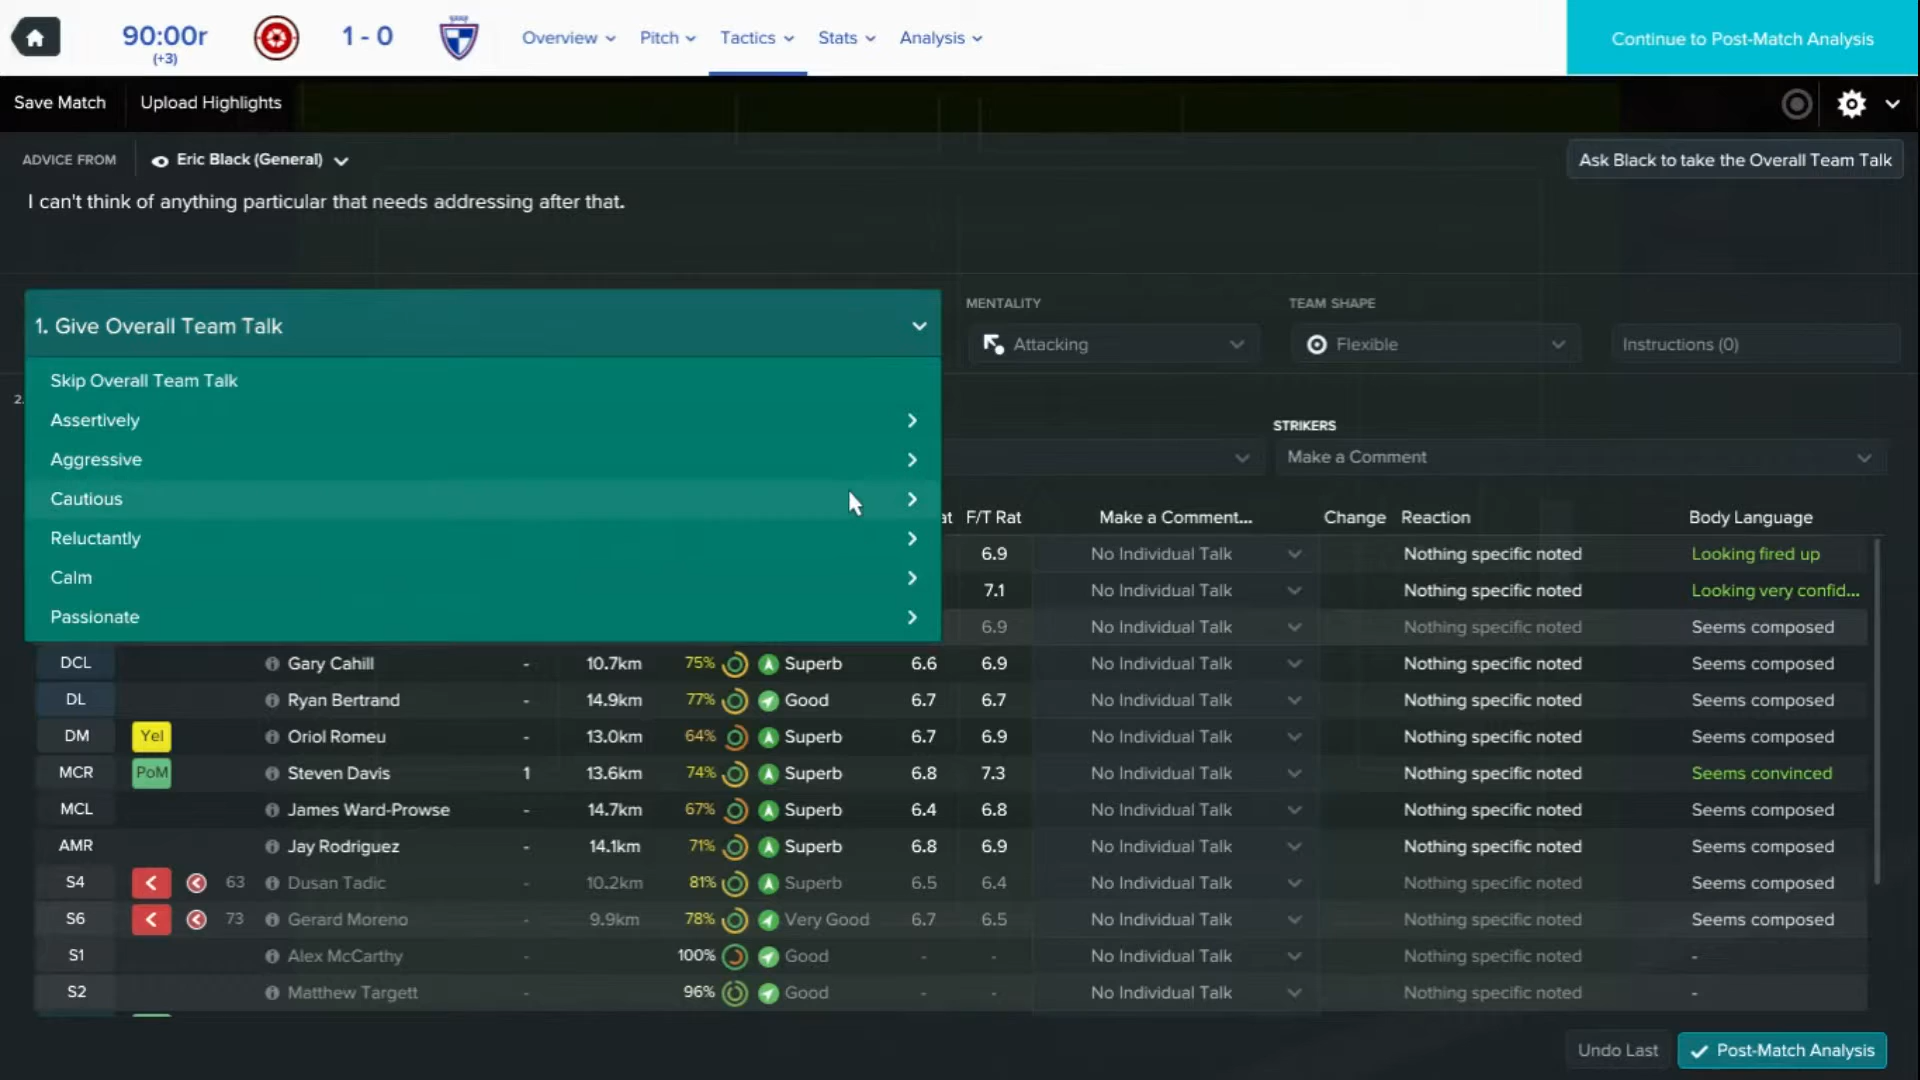 90:00r
(+3)
1 - 0
Overview
Pitch
Tactics
Stats
Analysis
Continue to Post-Match Analysis
Save Match
Upload Highlights
ADVICE FROM
Eric Black (General)
Ask Black to take the Overall Team Talk
I can't think of anything particular that needs addressing after that.
1. Give Overall Team Talk
Skip Overall Team Talk
Assertively
Aggressive
Cautious
Reluctantly
Calm
Passionate
MENTALITY
Attacking
TEAM SHAPE
Flexible
Instructions (0)
2.
STRIKERS
Make a Comment
at F/T Rat Make a Comment... Change Reaction Body Language
6.9 No Individual Talk Nothing specific noted Looking fired up
7.1 No Individual Talk Nothing specific noted Looking very confid...
6.9 No Individual Talk Nothing specific noted Seems composed
DCL Gary Cahill - 10.7km 75% Superb 6.6 6.9 No Individual Talk Nothing specific noted Seems composed
DL Ryan Bertrand - 14.9km 77% Good 6.7 6.7 No Individual Talk Nothing specific noted Seems composed
DM Yel Oriol Romeu - 13.0km 64% Superb 6.7 6.9 No Individual Talk Nothing specific noted Seems composed
MCR PoM Steven Davis 1 13.6km 74% Superb 6.8 7.3 No Individual Talk Nothing specific noted Seems convinced
MCL James Ward-Prowse - 14.7km 67% Superb 6.4 6.8 No Individual Talk Nothing specific noted Seems composed
AMR Jay Rodriguez - 14.1km 71% Superb 6.8 6.9 No Individual Talk Nothing specific noted Seems composed
S4 63 Dusan Tadic - 10.2km 81% Superb 6.5 6.4 No Individual Talk Nothing specific noted Seems composed
S6 73 Gerard Moreno - 9.9km 78% Very Good 6.7 6.5 No Individual Talk Nothing specific noted Seems composed
S1 Alex McCarthy - 100% Good - - No Individual Talk Nothing specific noted -
S2 Matthew Targett - 96% Good - - No Individual Talk Nothing specific noted -
Undo Last
Post-Match Analysis